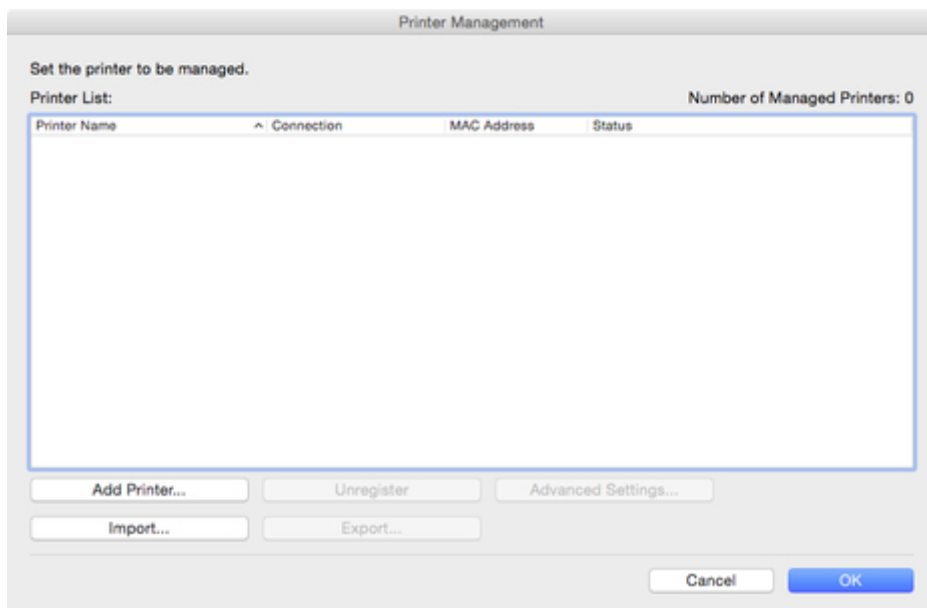 Printer Management
Set the printer to be managed.
Printer List: Number of Managed Printers: 0
Printer Name Connection MAC Address Status
Add Printer... Unregister Advanced Settings...
Import... Export...
Cancel OK